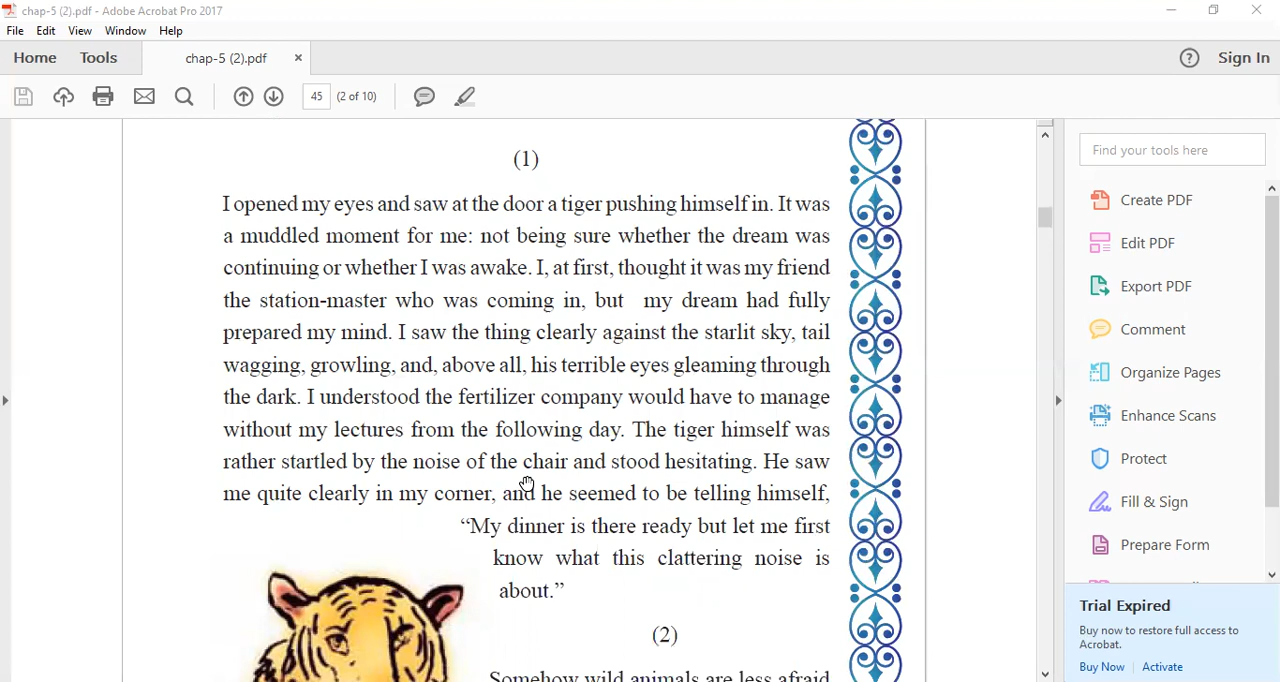 chap-5 (2).pdf - Adobe Acrobat Pro 2017
File Edit View Window Help
Home Tools chap-5 (2).pdf × ? Sign In
45 (2 of 10)
(1)
I opened my eyes and saw at the door a tiger pushing himself in. It was
a muddled moment for me: not being sure whether the dream was
continuing or whether I was awake. I, at first, thought it was my friend
the station-master who was coming in, but my dream had fully
prepared my mind. I saw the thing clearly against the starlit sky, tail
wagging, growling, and, above all, his terrible eyes gleaming through
the dark. I understood the fertilizer company would have to manage
without my lectures from the following day. The tiger himself was
rather startled by the noise of the chair and stood hesitating. He saw
me quite clearly in my corner, and he seemed to be telling himself,
“My dinner is there ready but let me first
know what this clattering noise is
about.”
(2)
Somehow wild animals are less afraid
Find your tools here
Create PDF
Edit PDF
Export PDF
Comment
Organize Pages
Enhance Scans
Protect
Fill & Sign
Prepare Form
Trial Expired
Buy now to restore full access to
Acrobat.
Buy Now Activate